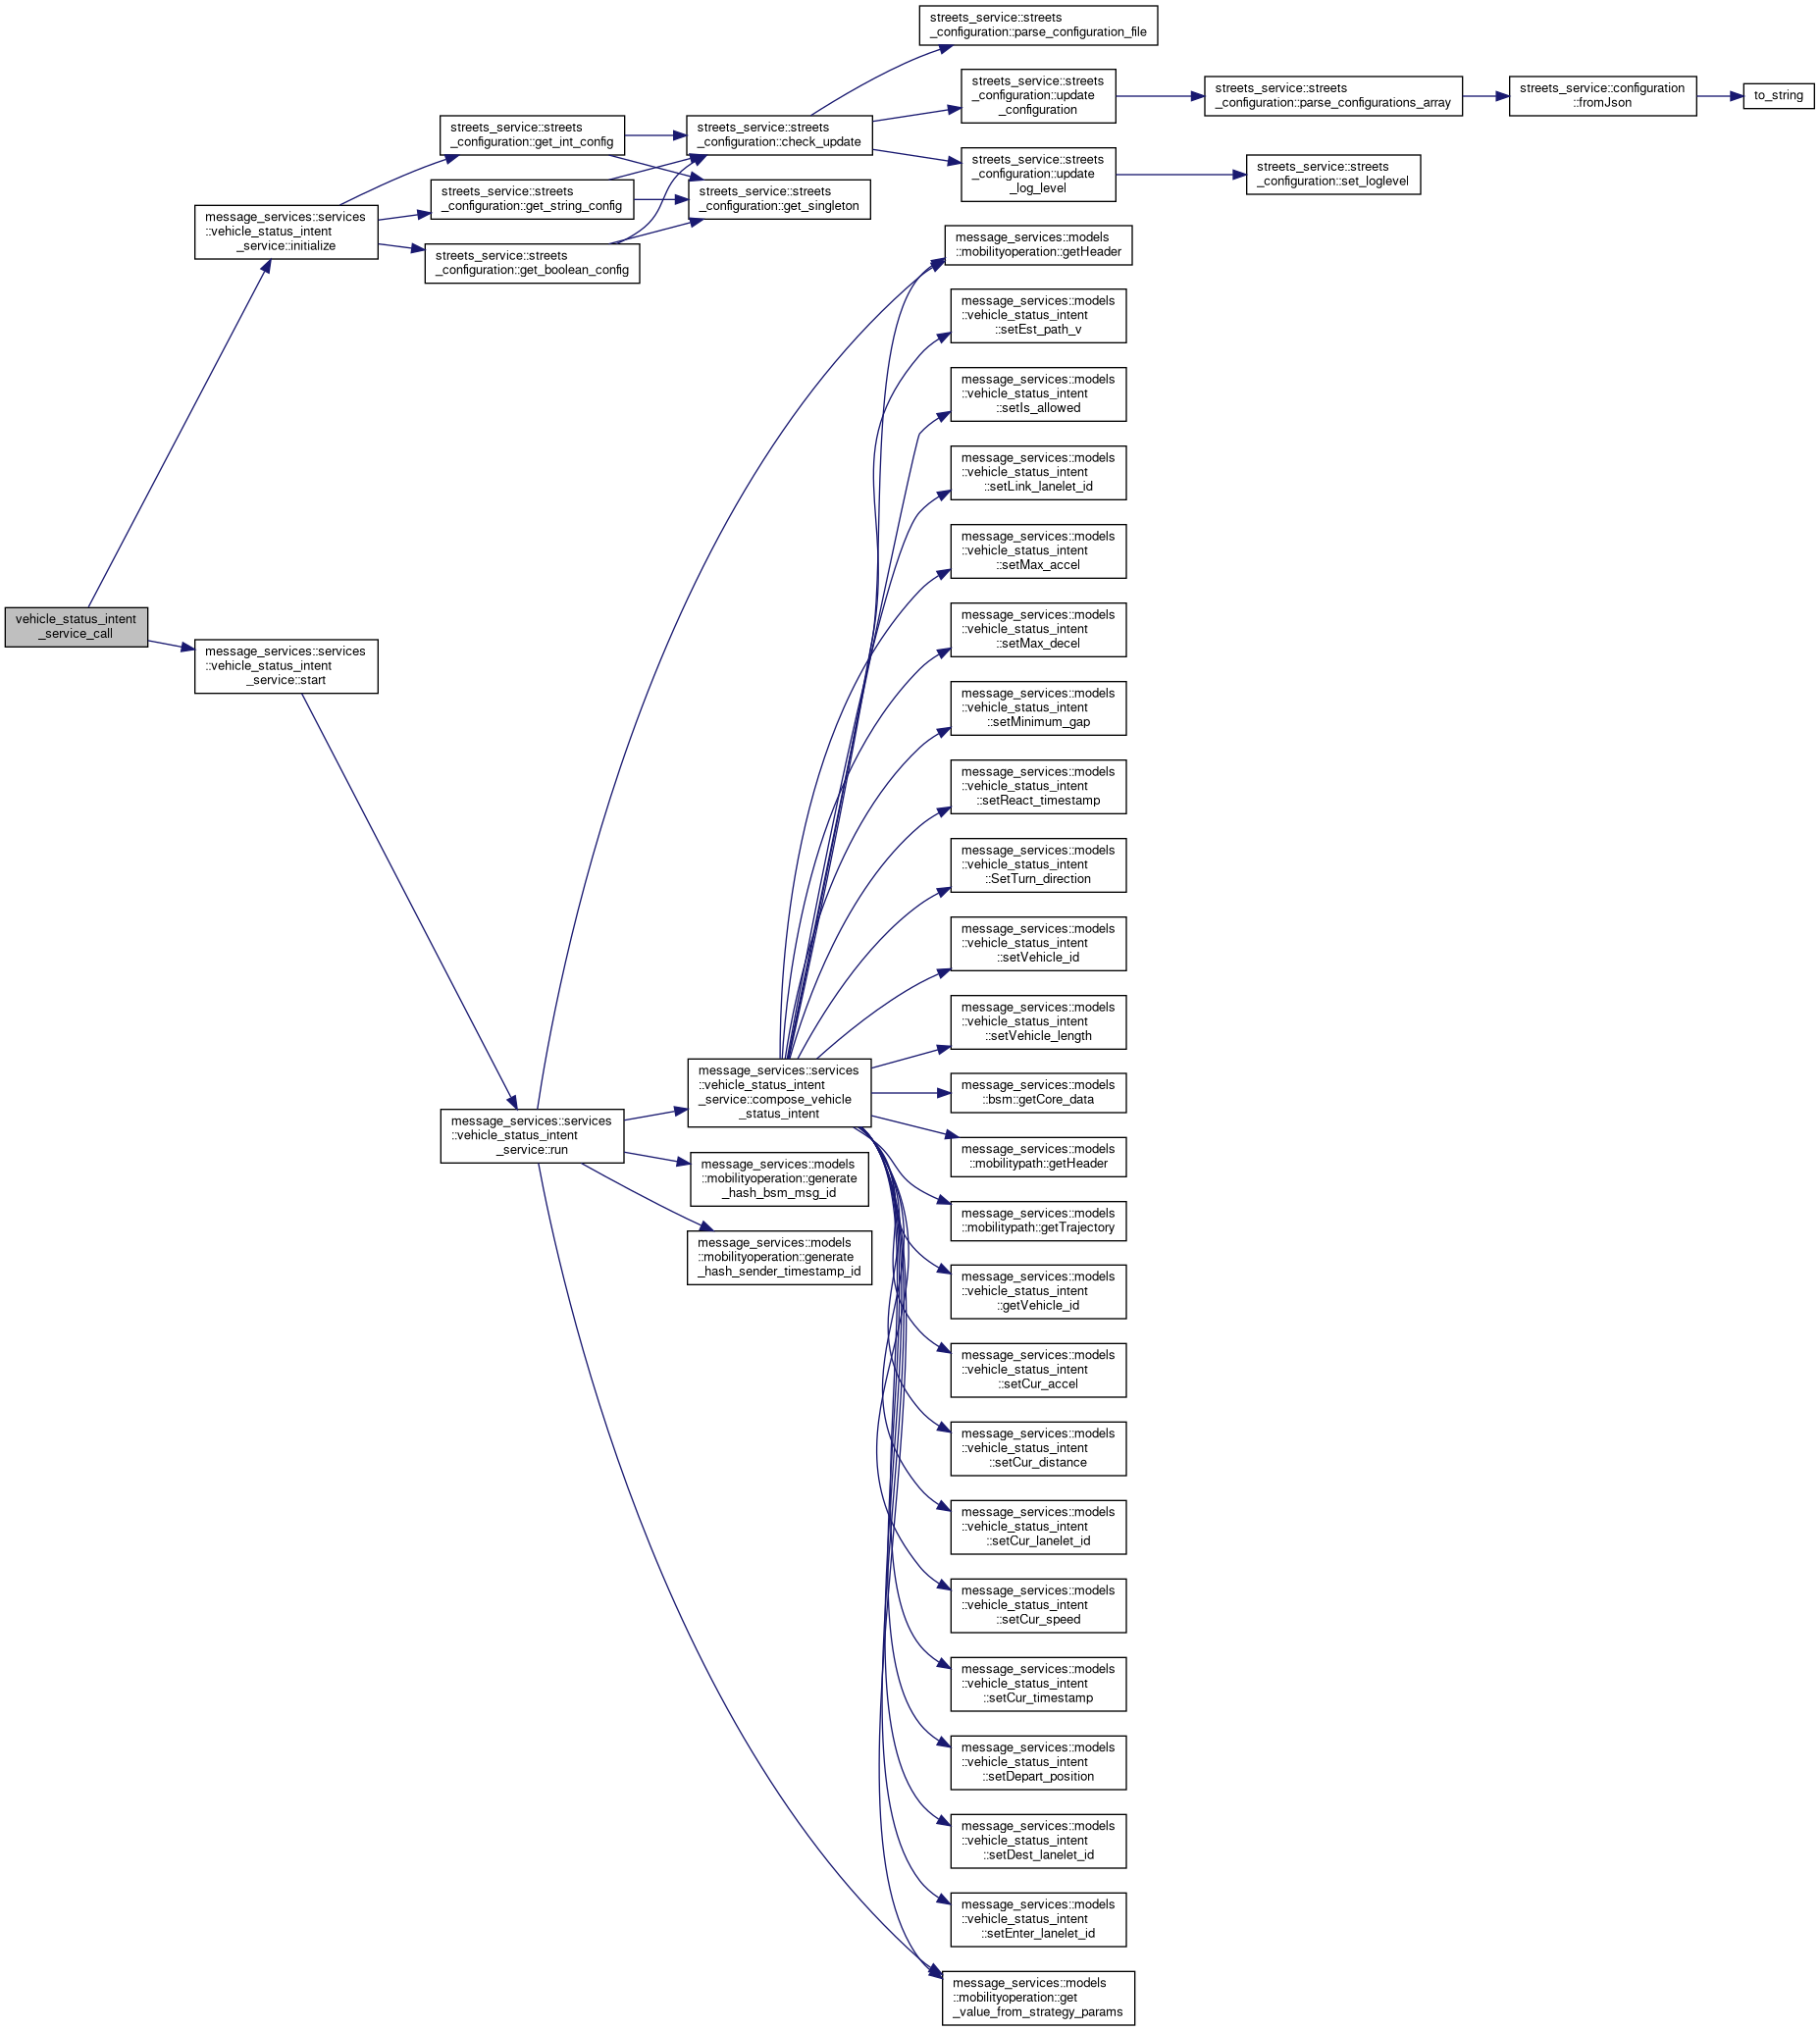 streets_service::streets
_configuration::parse_configuration_file
streets_service::streets
_configuration::update
_configuration
streets_service::streets
_configuration::parse_configurations_array
streets_service::configuration
::fromJson
to_string
streets_service::streets
_configuration::get_int_config
streets_service::streets
_configuration::check_update
streets_service::streets
_configuration::update
_log_level
streets_service::streets
_configuration::set_loglevel
streets_service::streets
_configuration::get_string_config
streets_service::streets
_configuration::get_singleton
message_services::services
::vehicle_status_intent
_service::initialize
streets_service::streets
_configuration::get_boolean_config
message_services::models
::mobilityoperation::getHeader
message_services::models
::vehicle_status_intent
::setEst_path_v
message_services::models
::vehicle_status_intent
::setIs_allowed
message_services::models
::vehicle_status_intent
::setLink_lanelet_id
message_services::models
::vehicle_status_intent
::setMax_accel
vehicle_status_intent
_service_call
message_services::services
::vehicle_status_intent
_service::start
message_services::models
::vehicle_status_intent
::setMax_decel
message_services::models
::vehicle_status_intent
::setMinimum_gap
message_services::models
::vehicle_status_intent
::setReact_timestamp
message_services::models
::vehicle_status_intent
::SetTurn_direction
message_services::models
::vehicle_status_intent
::setVehicle_id
message_services::models
::vehicle_status_intent
::setVehicle_length
message_services::services
::vehicle_status_intent
_service::compose_vehicle
_status_intent
message_services::models
::bsm::getCore_data
message_services::services
::vehicle_status_intent
_service::run
message_services::models
::mobilitypath::getHeader
message_services::models
::mobilityoperation::generate
_hash_bsm_msg_id
message_services::models
::mobilitypath::getTrajectory
message_services::models
::mobilityoperation::generate
_hash_sender_timestamp_id
message_services::models
::vehicle_status_intent
::getVehicle_id
message_services::models
::vehicle_status_intent
::setCur_accel
message_services::models
::vehicle_status_intent
::setCur_distance
message_services::models
::vehicle_status_intent
::setCur_lanelet_id
message_services::models
::vehicle_status_intent
::setCur_speed
message_services::models
::vehicle_status_intent
::setCur_timestamp
message_services::models
::vehicle_status_intent
::setDepart_position
message_services::models
::vehicle_status_intent
::setDest_lanelet_id
message_services::models
::vehicle_status_intent
::setEnter_lanelet_id
message_services::models
::mobilityoperation::get
_value_from_strategy_params